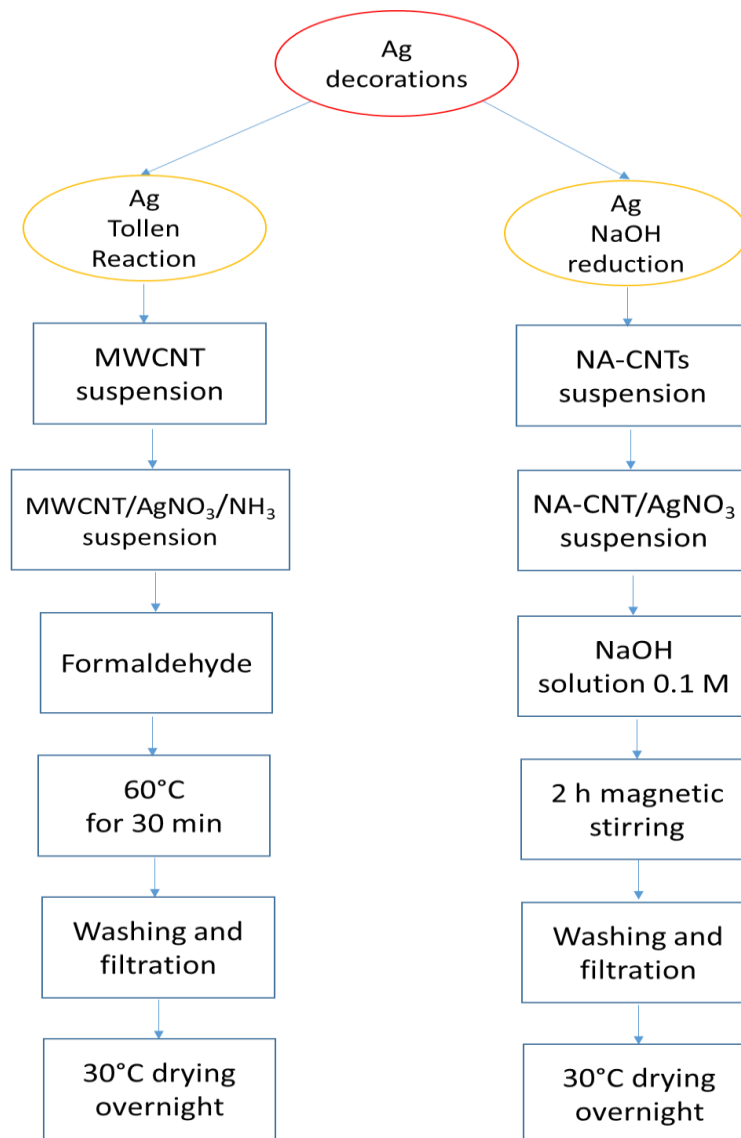 Ag
decorations
Ag
Tollen
Reaction
MWCNT
suspension
MWCNT/AgNO₃/NH₃
suspension
Formaldehyde
60°C
for 30 min
Washing and
filtration
30°C drying
overnight
Ag
NaOH
reduction
NA-CNTs
suspension
NA-CNT/AgNO₃
suspension
NaOH
solution 0.1 M
2 h magnetic
stirring
Washing and
filtration
30°C drying
overnight